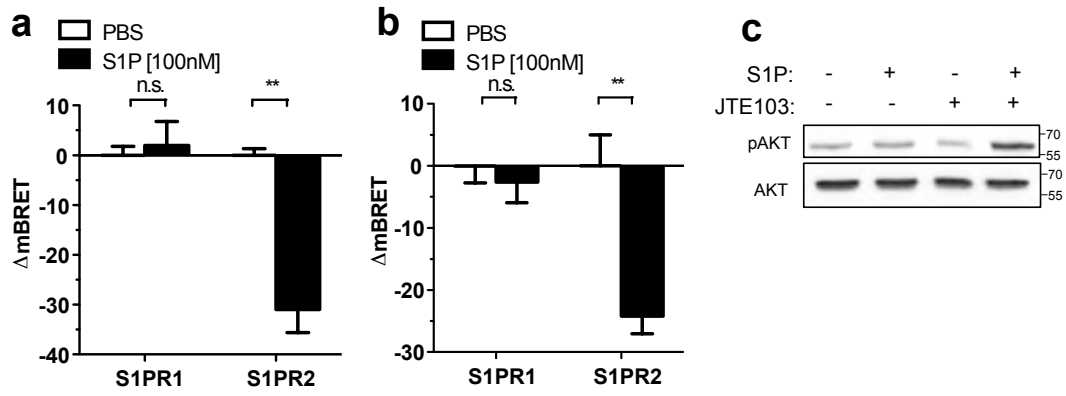 a
PBS
S1P [100nM]
n.s.
**
10
0
-10
-20
-30
-40
ΔmBRET
S1PR1
S1PR2
b
PBS
S1P [100nM]
n.s.
**
10
0
-10
-20
-30
ΔmBRET
S1PR1
S1PR2
c
S1P: - + - +
JTE103: - - + +
pAKT
70
55
AKT
70
55